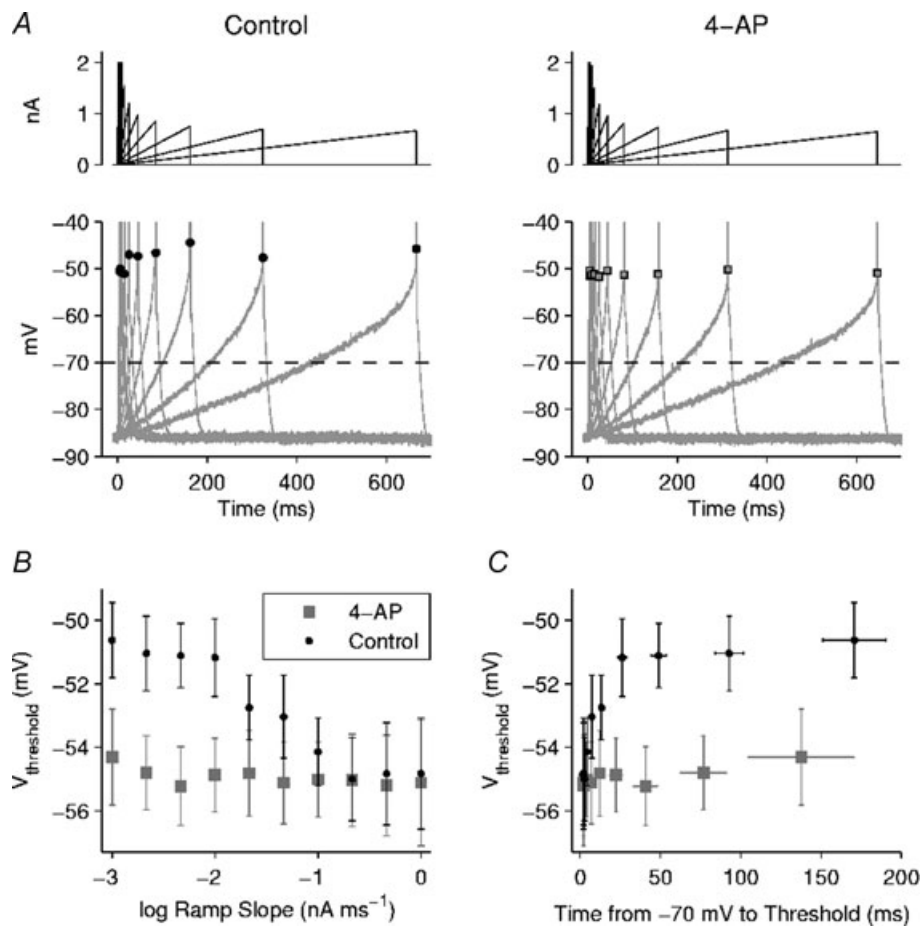 A
Control
4–AP
2
1
0
nA
2
1
0
−40
−50
−60
−70
−80
−90
mV
0 200 400 600
Time (ms)
−40
−50
−60
−70
−80
−90
0 200 400 600
Time (ms)
B
−50
−52
−54
−56
Vthreshold (mV)
4–AP
Control
−3 −2 −1 0
log Ramp Slope (nA ms−1)
C
−50
−52
−54
−56
Vthreshold (mV)
0 50 100 150 200
Time from −70 mV to Threshold (ms)